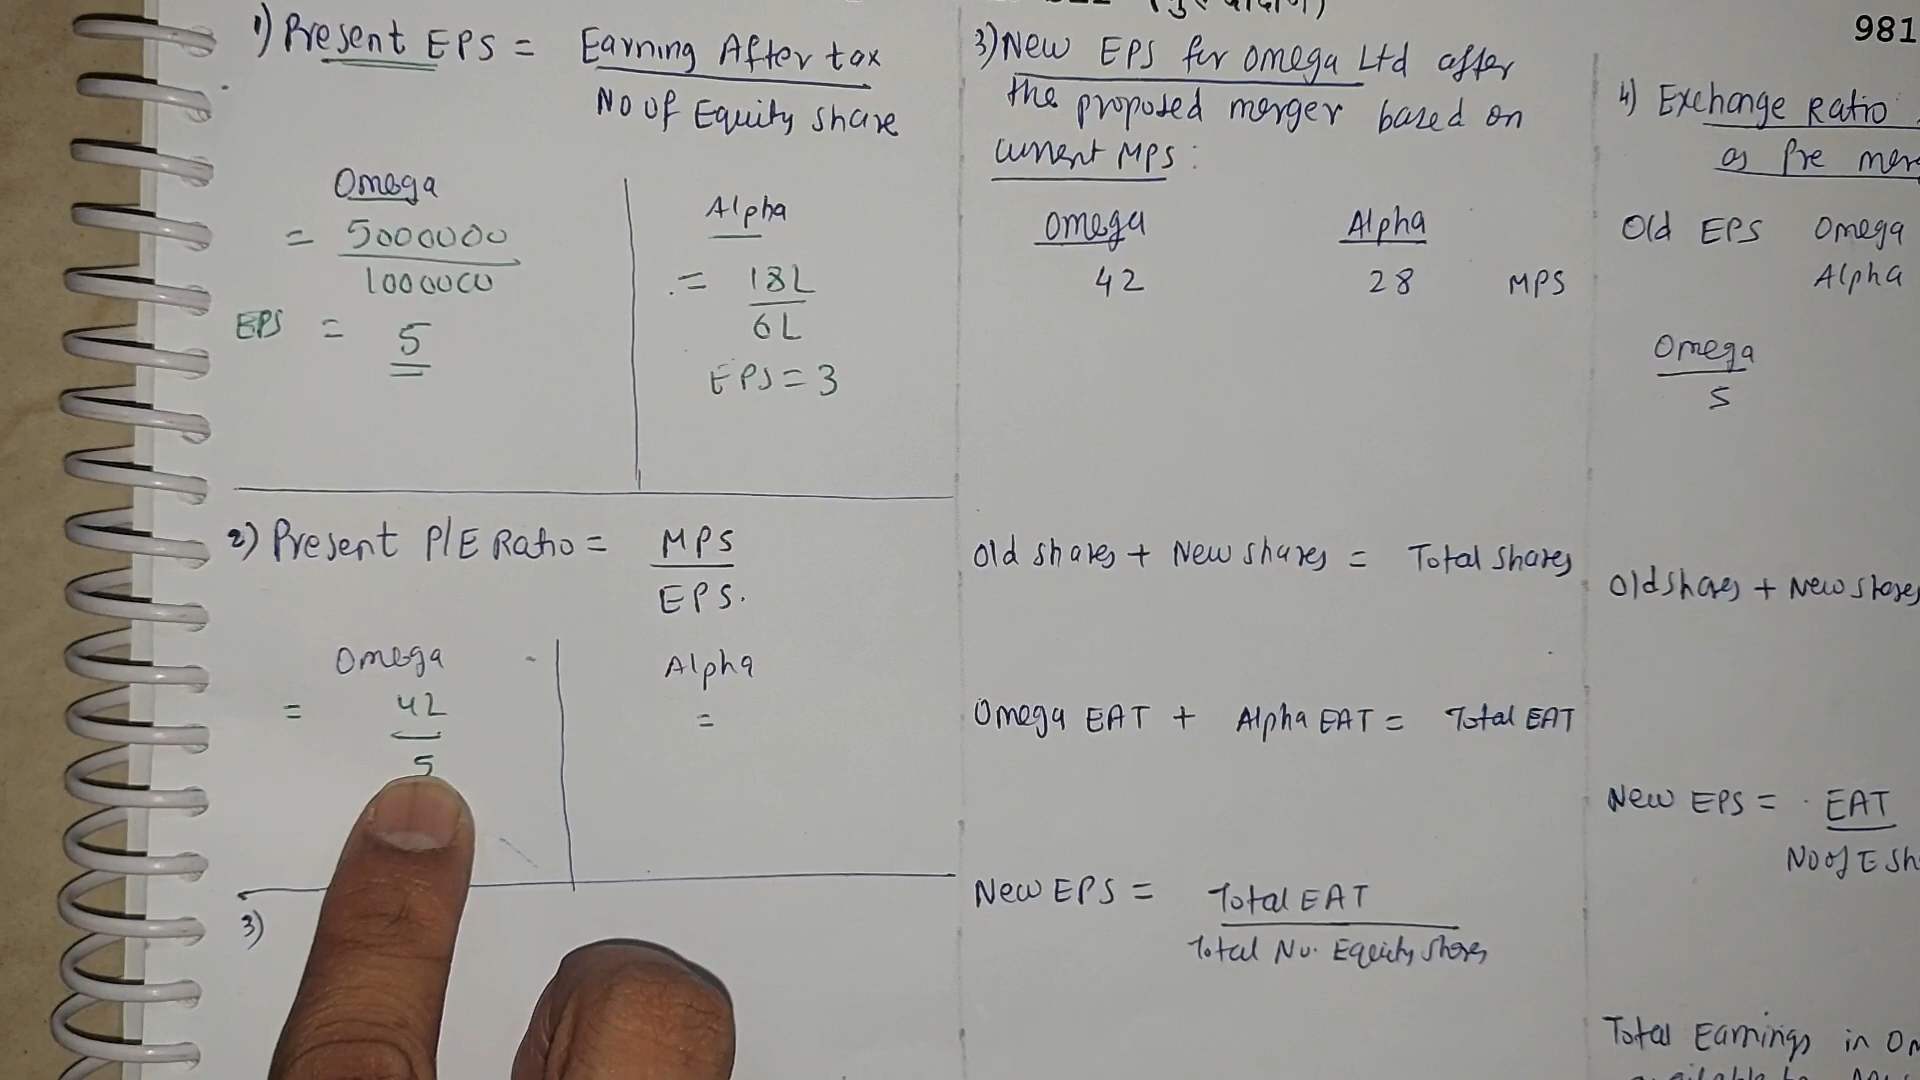 981
1) Present EPS = Earning After tax
No of Equity share
Omega
= 5000000
1000000
EPS = 5
Alpha
= 18L
6L
EPS = 3
2) Present P/E Ratio = MPS
EPS.
Omega
= 42
5
Alpha
=
3)
3) New EPS for Omega Ltd after
the proposed merger based on
current MPS :
Omega Alpha
42 28 MPS
Old shares + New shares = Total shares
Omega EAT + Alpha EAT = Total EAT
New EPS = Total EAT
Total No. Equity shares
4) Exchange Ratio
as Pre
Old EPS Omega
Alpha
Omega
5
Old shares + New shares
New EPS = EAT
No of E Sh
Total Earnings in